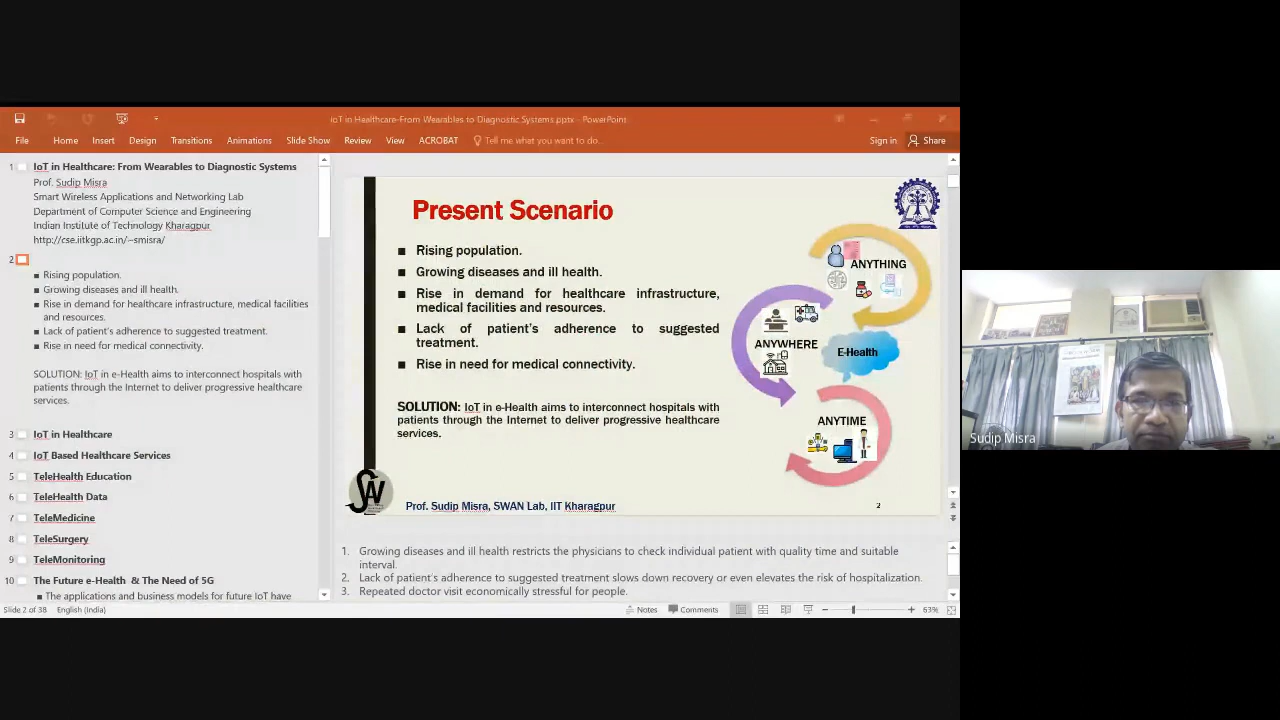 IoT in Healthcare-From Wearables to Diagnostic Systems.pptx - PowerPoint
File Home Insert Design Transitions Animations Slide Show Review View ACROBAT Tell me what you want to do... Sign in Share
1 IoT in Healthcare: From Wearables to Diagnostic Systems
Prof. Sudip Misra
Smart Wireless Applications and Networking Lab
Department of Computer Science and Engineering
Indian Institute of Technology Kharagpur
http://cse.iitkgp.ac.in/~smisra/
2
■ Rising population.
■ Growing diseases and ill health.
■ Rise in demand for healthcare infrastructure, medical facilities
and resources.
■ Lack of patient's adherence to suggested treatment.
■ Rise in need for medical connectivity.
SOLUTION: IoT in e-Health aims to interconnect hospitals with
patients through the Internet to deliver progressive healthcare
services.
3 IoT in Healthcare
4 IoT Based Healthcare Services
5 TeleHealth Education
6 TeleHealth Data
7 TeleMedicine
8 TeleSurgery
9 TeleMonitoring
10 The Future e-Health & The Need of 5G
■ The applications and business models for future IoT have
Present Scenario
■ Rising population.
■ Growing diseases and ill health.
■ Rise in demand for healthcare infrastructure,
medical facilities and resources.
■ Lack of patient's adherence to suggested
treatment.
■ Rise in need for medical connectivity.
SOLUTION: IoT in e-Health aims to interconnect hospitals with
patients through the Internet to deliver progressive healthcare
services.
ANYTHING
ANYWHERE
E-Health
ANYTIME
Prof. Sudip Misra, SWAN Lab, IIT Kharagpur
2
1. Growing diseases and ill health restricts the physicians to check individual patient with quality time and suitable
interval.
2. Lack of patient's adherence to suggested treatment slows down recovery or even elevates the risk of hospitalization.
3. Repeated doctor visit economically stressful for people.
Slide 2 of 38 English (India) Notes Comments 63%
Sudip Misra